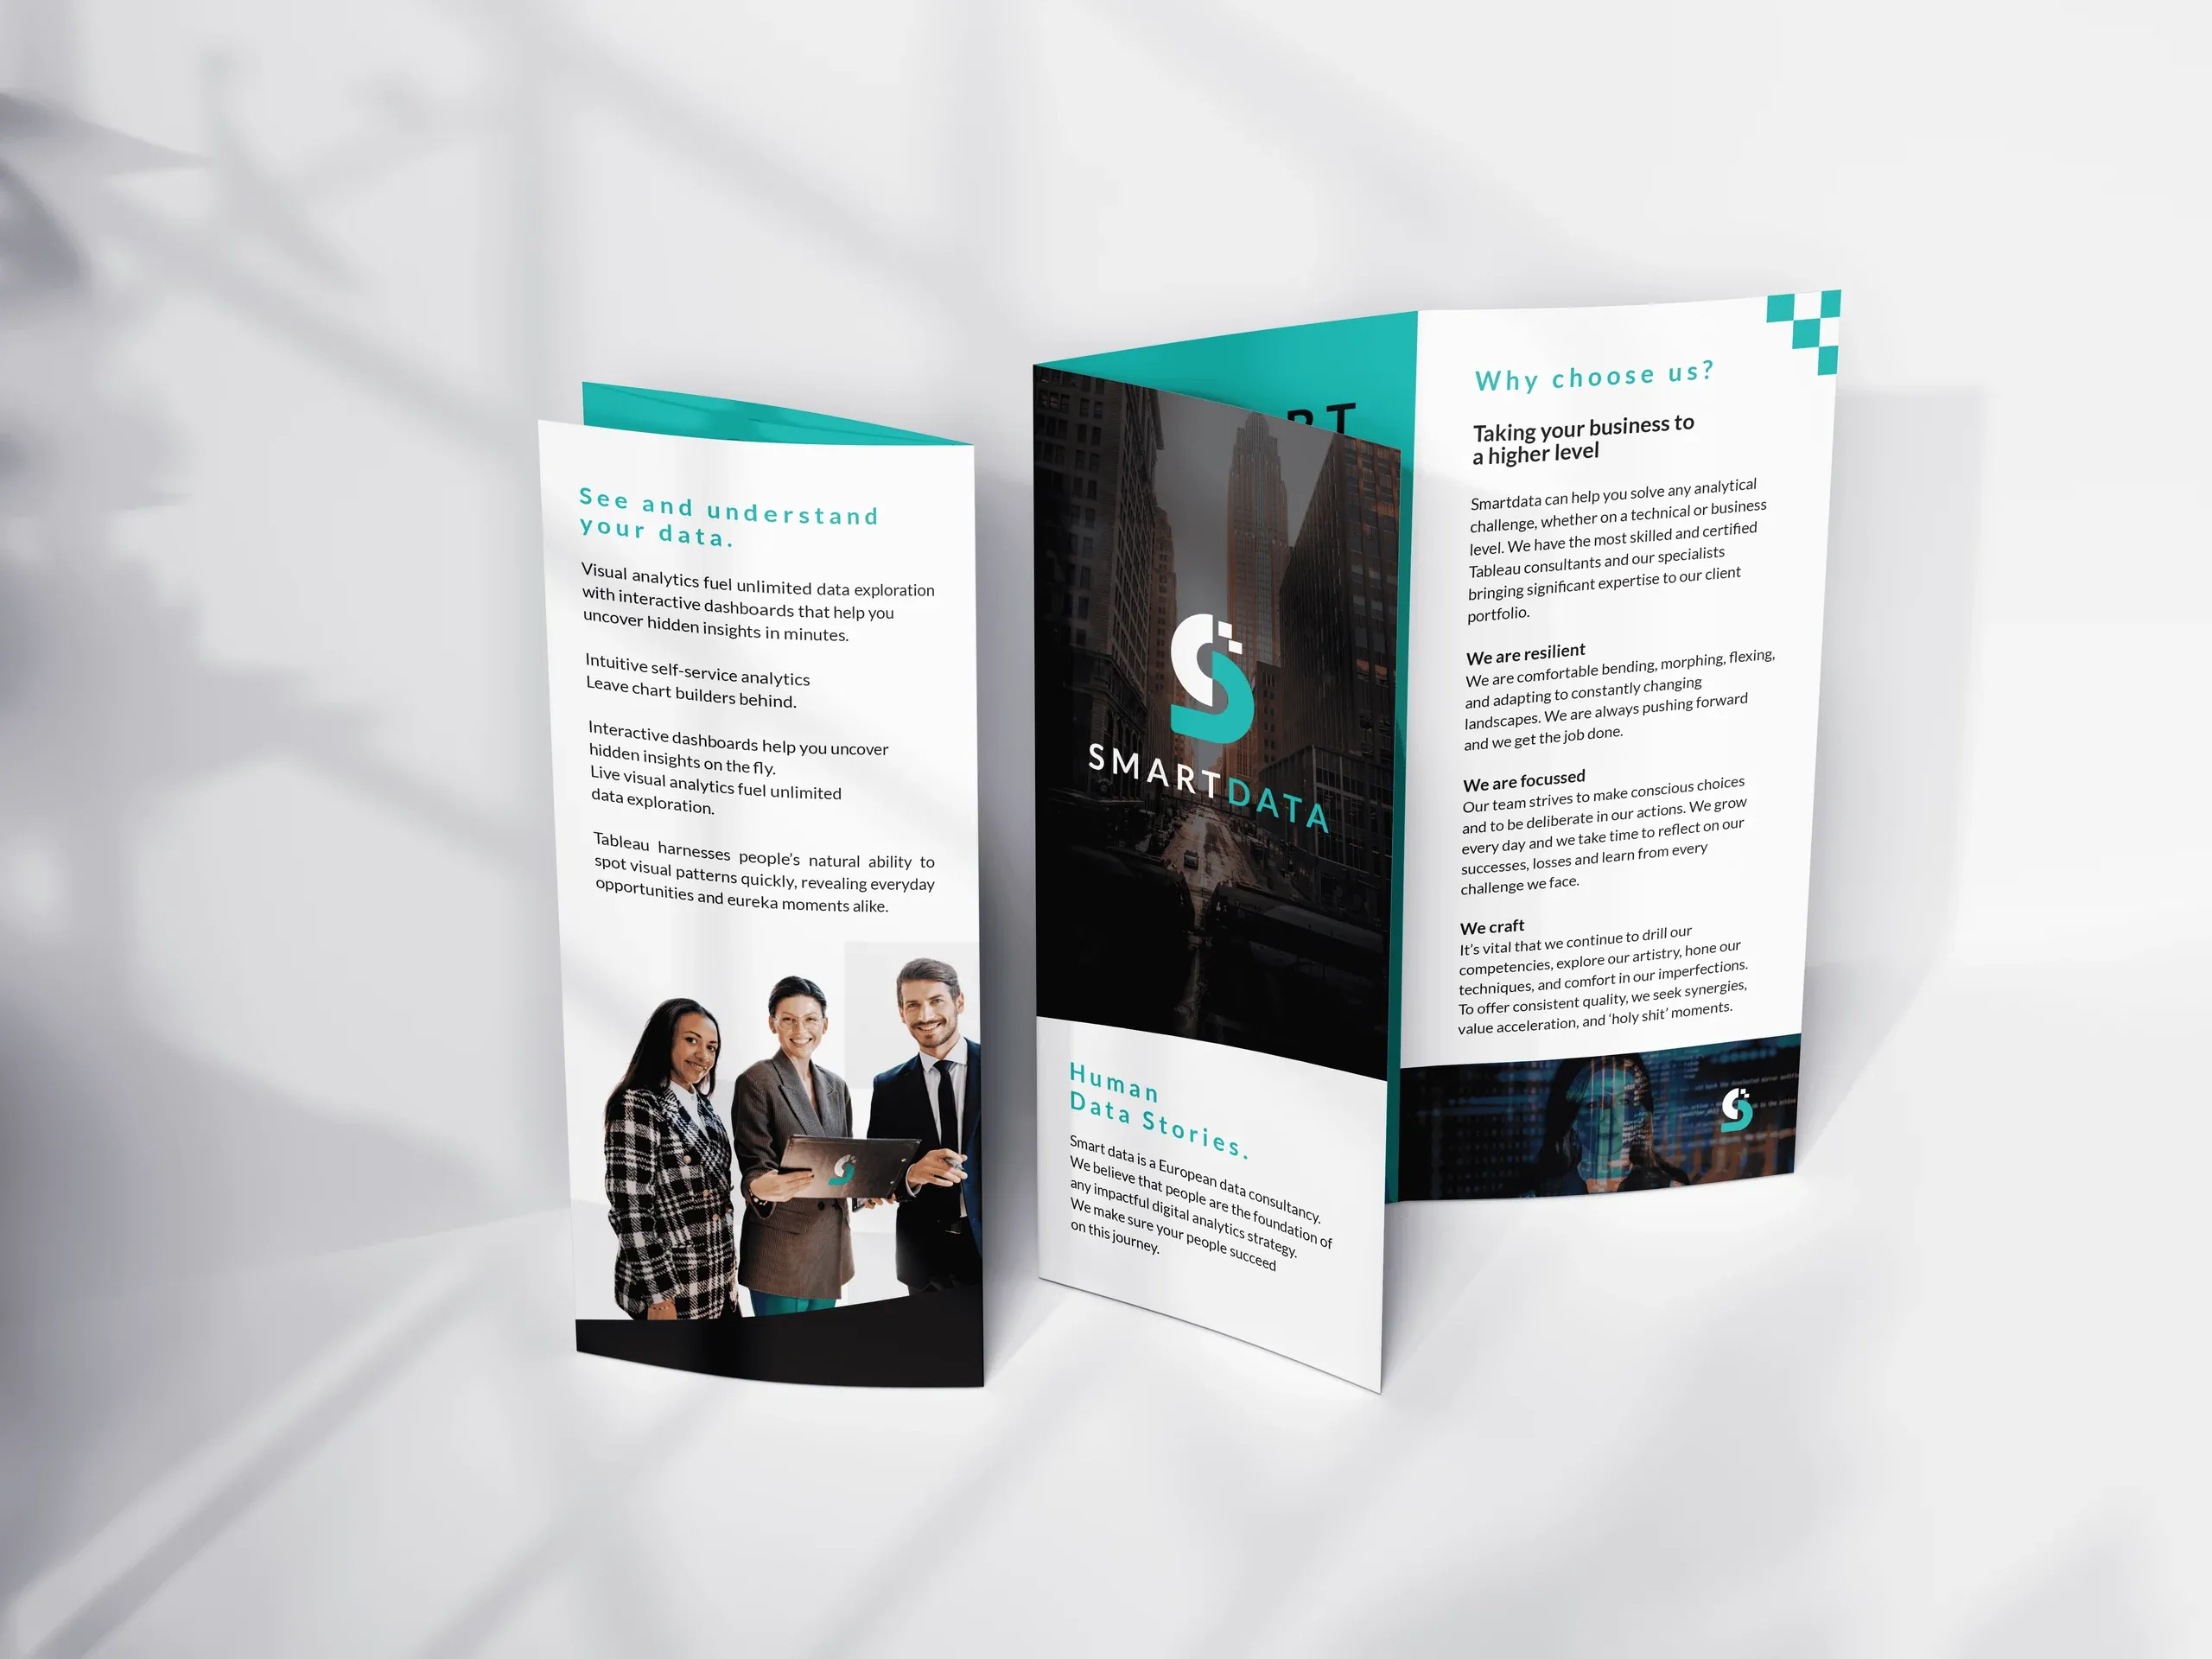 See and understand
your data.
Visual analytics fuel unlimited data exploration
with interactive dashboards that help you
uncover hidden insights in minutes.
Intuitive self-service analytics
Leave chart builders behind.
Interactive dashboards help you uncover
hidden insights on the fly.
Live visual analytics fuel unlimited
data exploration.
Tableau harnesses people's natural ability to
spot visual patterns quickly, revealing everyday
opportunities and eureka moments alike.
SMARTDATA
Human
Data Stories.
Smart data is a European data consultancy.
We believe that people are the foundation of
any impactful digital analytics strategy.
We make sure your people succeed
on this journey.
RT
Why choose us?
Taking your business to
a higher level
Smartdata can help you solve any analytical
challenge, whether on a technical or business
level. We have the most skilled and certified
Tableau consultants and our specialists
bringing significant expertise to our client
portfolio.
We are resilient
We are comfortable bending, morphing, flexing,
and adapting to constantly changing
landscapes. We are always pushing forward
and we get the job done.
We are focussed
Our team strives to make conscious choices
and to be deliberate in our actions. We grow
every day and we take time to reflect on our
successes, losses and learn from every
challenge we face.
We craft
It's vital that we continue to drill our
competencies, explore our artistry, hone our
techniques, and comfort in our imperfections.
To offer consistent quality, we seek synergies,
value acceleration, and 'holy shit' moments.